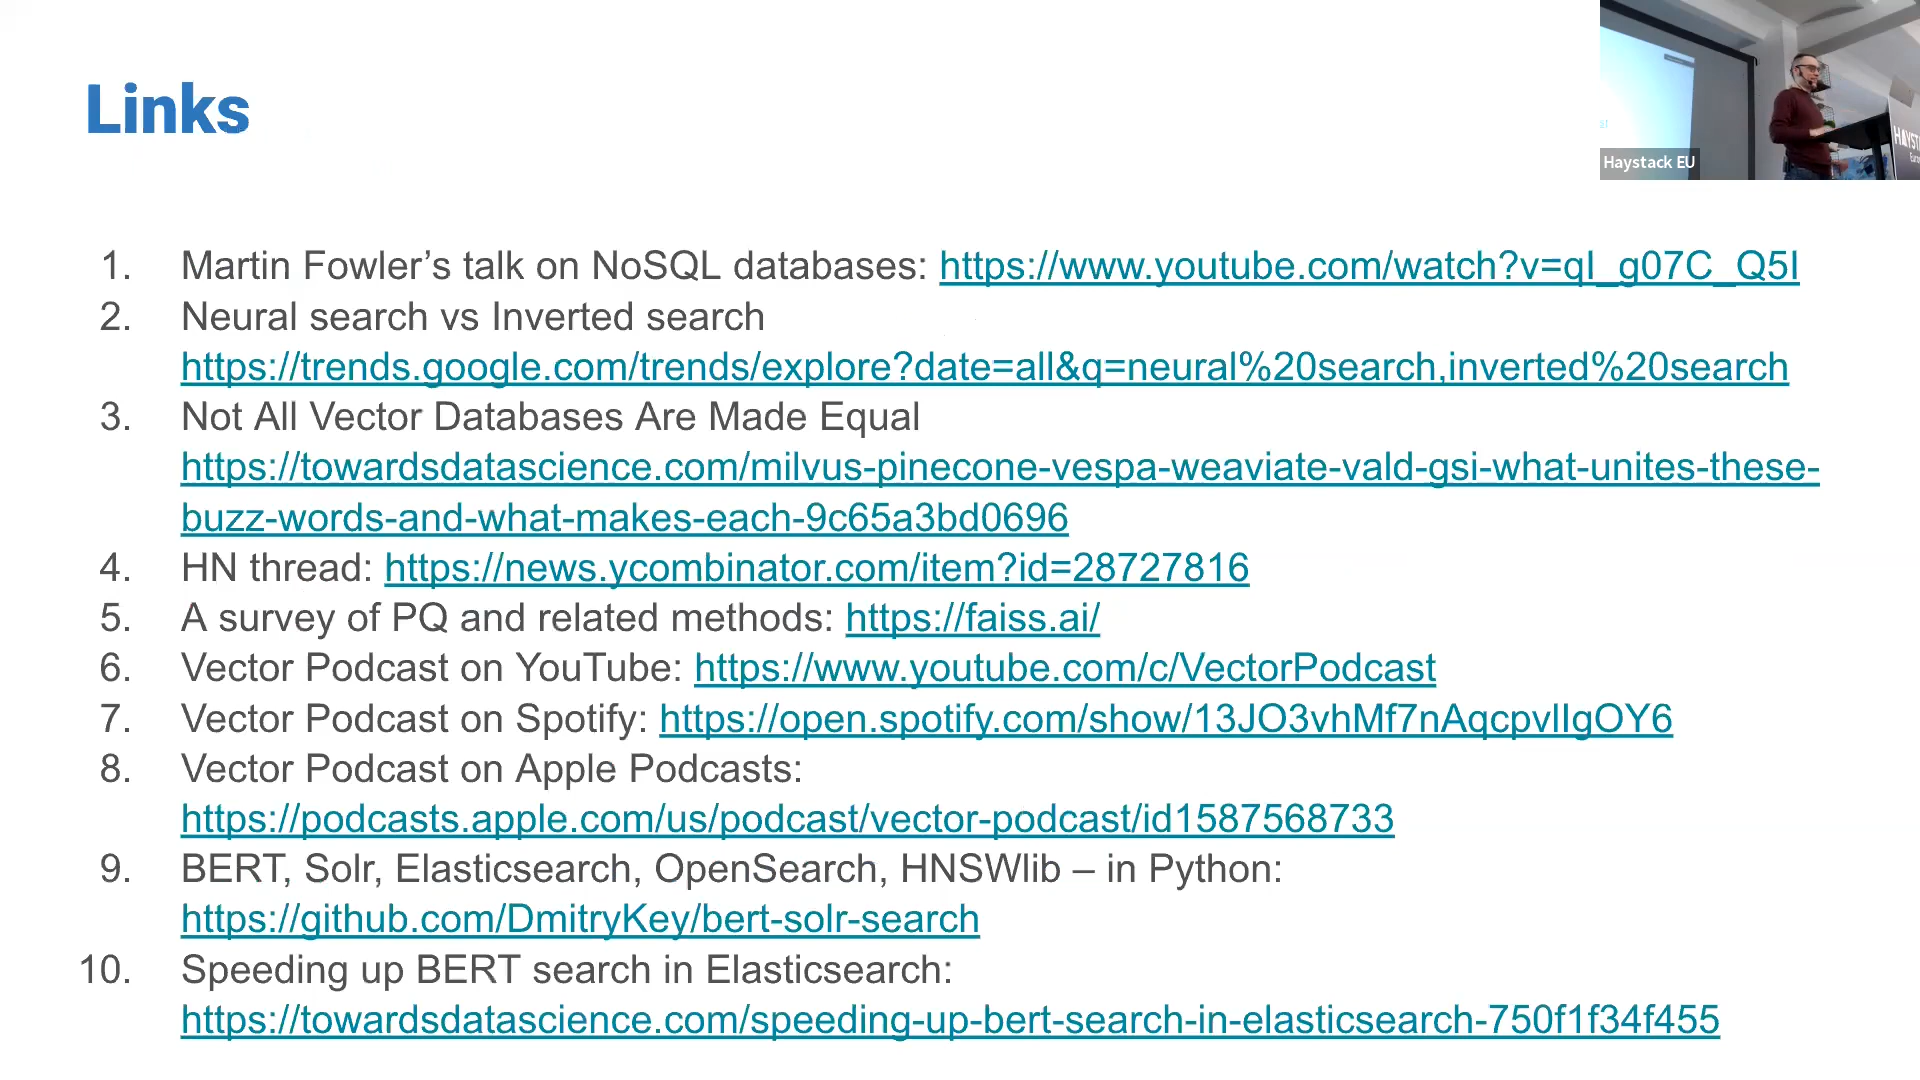 Links
Haystack EU
HAYST
Euro
1. Martin Fowler’s talk on NoSQL databases: https://www.youtube.com/watch?v=qI_g07C_Q5I
2. Neural search vs Inverted search
https://trends.google.com/trends/explore?date=all&q=neural%20search,inverted%20search
3. Not All Vector Databases Are Made Equal
https://towardsdatascience.com/milvus-pinecone-vespa-weaviate-vald-gsi-what-unites-these-
buzz-words-and-what-makes-each-9c65a3bd0696
4. HN thread: https://news.ycombinator.com/item?id=28727816
5. A survey of PQ and related methods: https://faiss.ai/
6. Vector Podcast on YouTube: https://www.youtube.com/c/VectorPodcast
7. Vector Podcast on Spotify: https://open.spotify.com/show/13JO3vhMf7nAqcpvlIgOY6
8. Vector Podcast on Apple Podcasts:
https://podcasts.apple.com/us/podcast/vector-podcast/id1587568733
9. BERT, Solr, Elasticsearch, OpenSearch, HNSWlib – in Python:
https://github.com/DmitryKey/bert-solr-search
10. Speeding up BERT search in Elasticsearch:
https://towardsdatascience.com/speeding-up-bert-search-in-elasticsearch-750f1f34f455